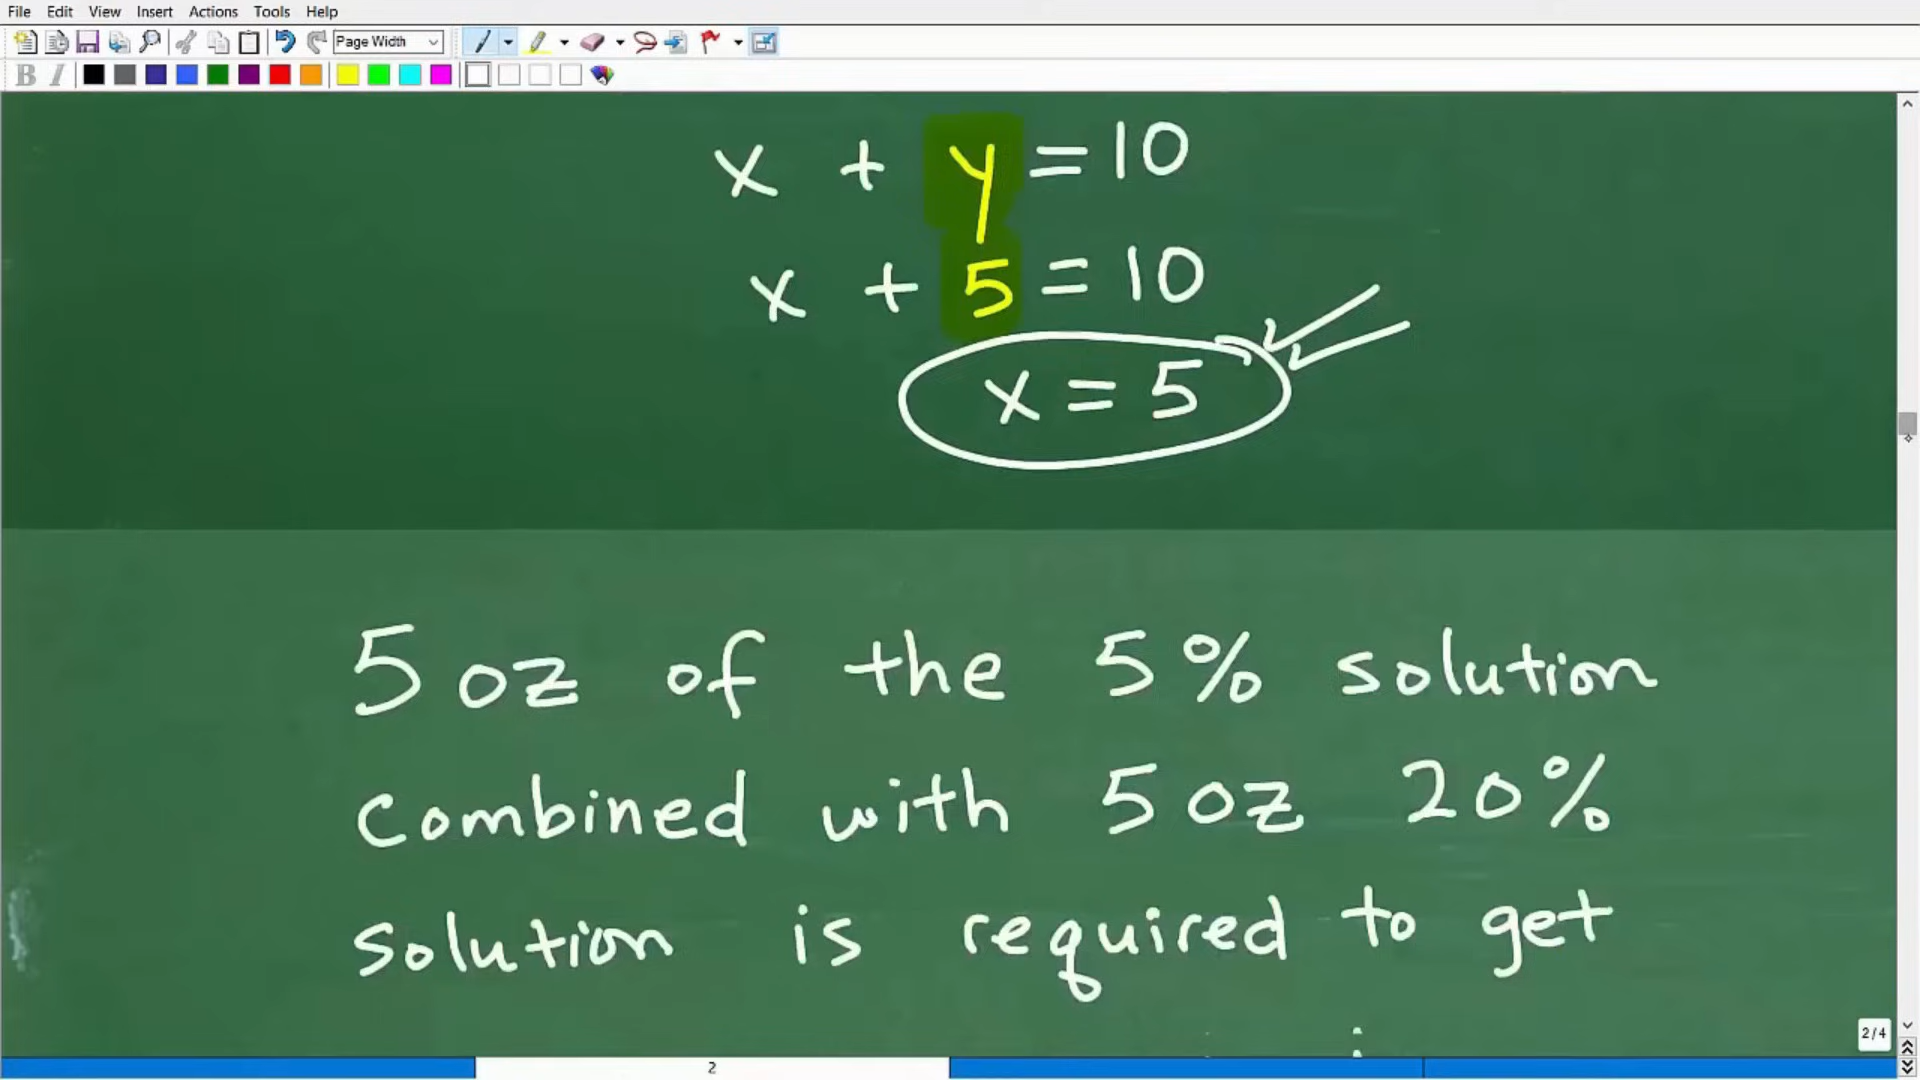 File Edit View Insert Actions Tools Help
Page Width
B I
x + y = 10
x + 5 = 10
x = 5
5 oz of the 5% solution
combined with 5 oz 20%
solution is required to get
2/4
2